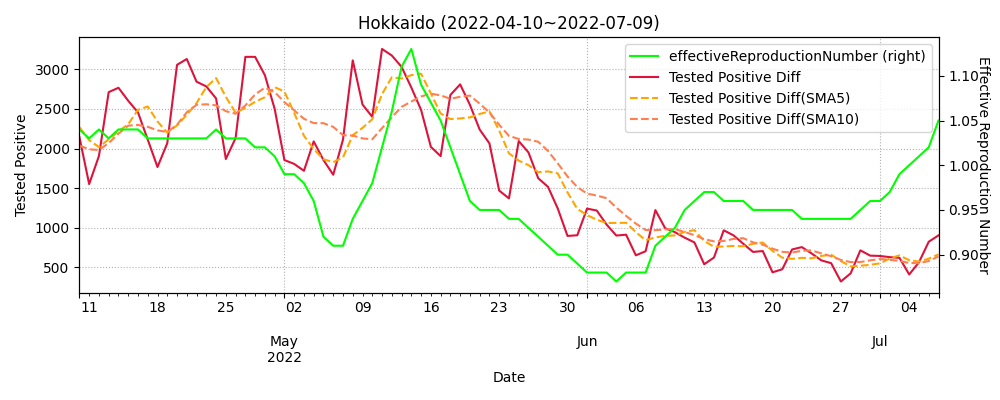 Hokkaido (2022-04-10~2022-07-09)
effectiveReproductionNumber (right)
Tested Positive Diff
Tested Positive Diff(SMA5)
Tested Positive Diff(SMA10)
Tested Positive
3000
2500
2000
1500
1000
500
1.10
1.05
1.00
0.95
0.90
Effective Reproduction Number
11 18 25 02 09 16 23 30 06 13 20 27 04
May Jun Jul
2022
Date